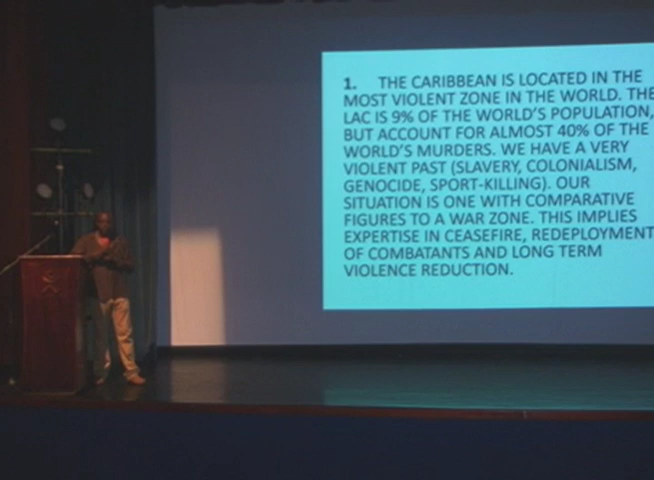 1. THE CARIBBEAN IS LOCATED IN THE
MOST VIOLENT ZONE IN THE WORLD. THE
LAC IS 9% OF THE WORLD'S POPULATION,
BUT ACCOUNT FOR ALMOST 40% OF THE
WORLD'S MURDERS. WE HAVE A VERY
VIOLENT PAST (SLAVERY, COLONIALISM,
GENOCIDE, SPORT-KILLING). OUR
SITUATION IS ONE WITH COMPARATIVE
FIGURES TO A WAR ZONE. THIS IMPLIES
EXPERTISE IN CEASEFIRE, REDEPLOYMENT
OF COMBATANTS AND LONG TERM
VIOLENCE REDUCTION.